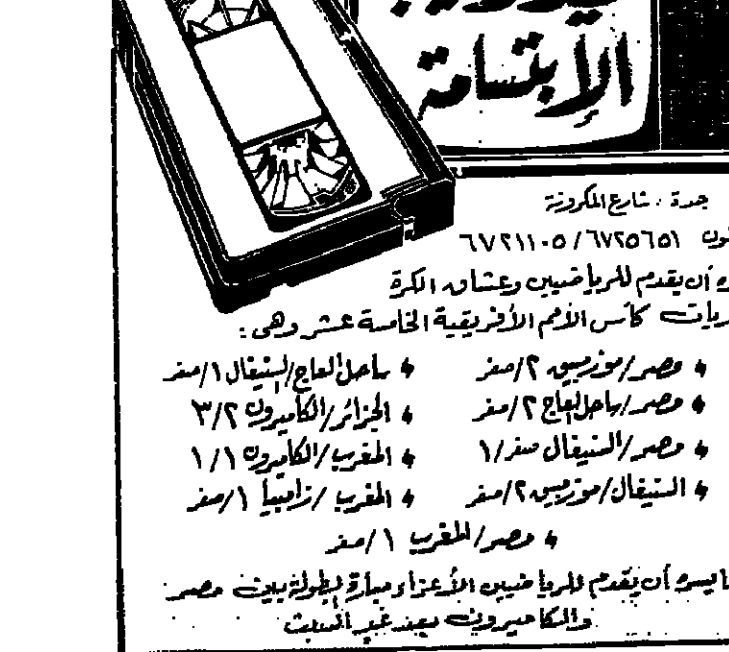 الابتسامة
جدة . شارع المكرونة
٦٧٢٥٦٥١ / ٦٧٢١١٠٥
أن يقدم للرياضيين وعشاق الكرة
كأس الأمم الأفريقية الخامسة عشر وهى :
مصر/موزمبيق ٢/صفر
ساحل العاج/السنيغال ١/صفر
مصر/ساحل العاج ٢/صفر
الجزائر/الكاميرون ٣/٢
مصر/السنيغال صفر/١
المغرب/الكاميرون ١/١
السنيغال/موزمبيق ٢/صفر
المغرب/زامبيا ١/صفر
مصر/المغرب ١/صفر
يسره أن يقدم للرياضيين الأعزاء مباراة البطولة بين مصر
والكاميرون بعد غد السبت